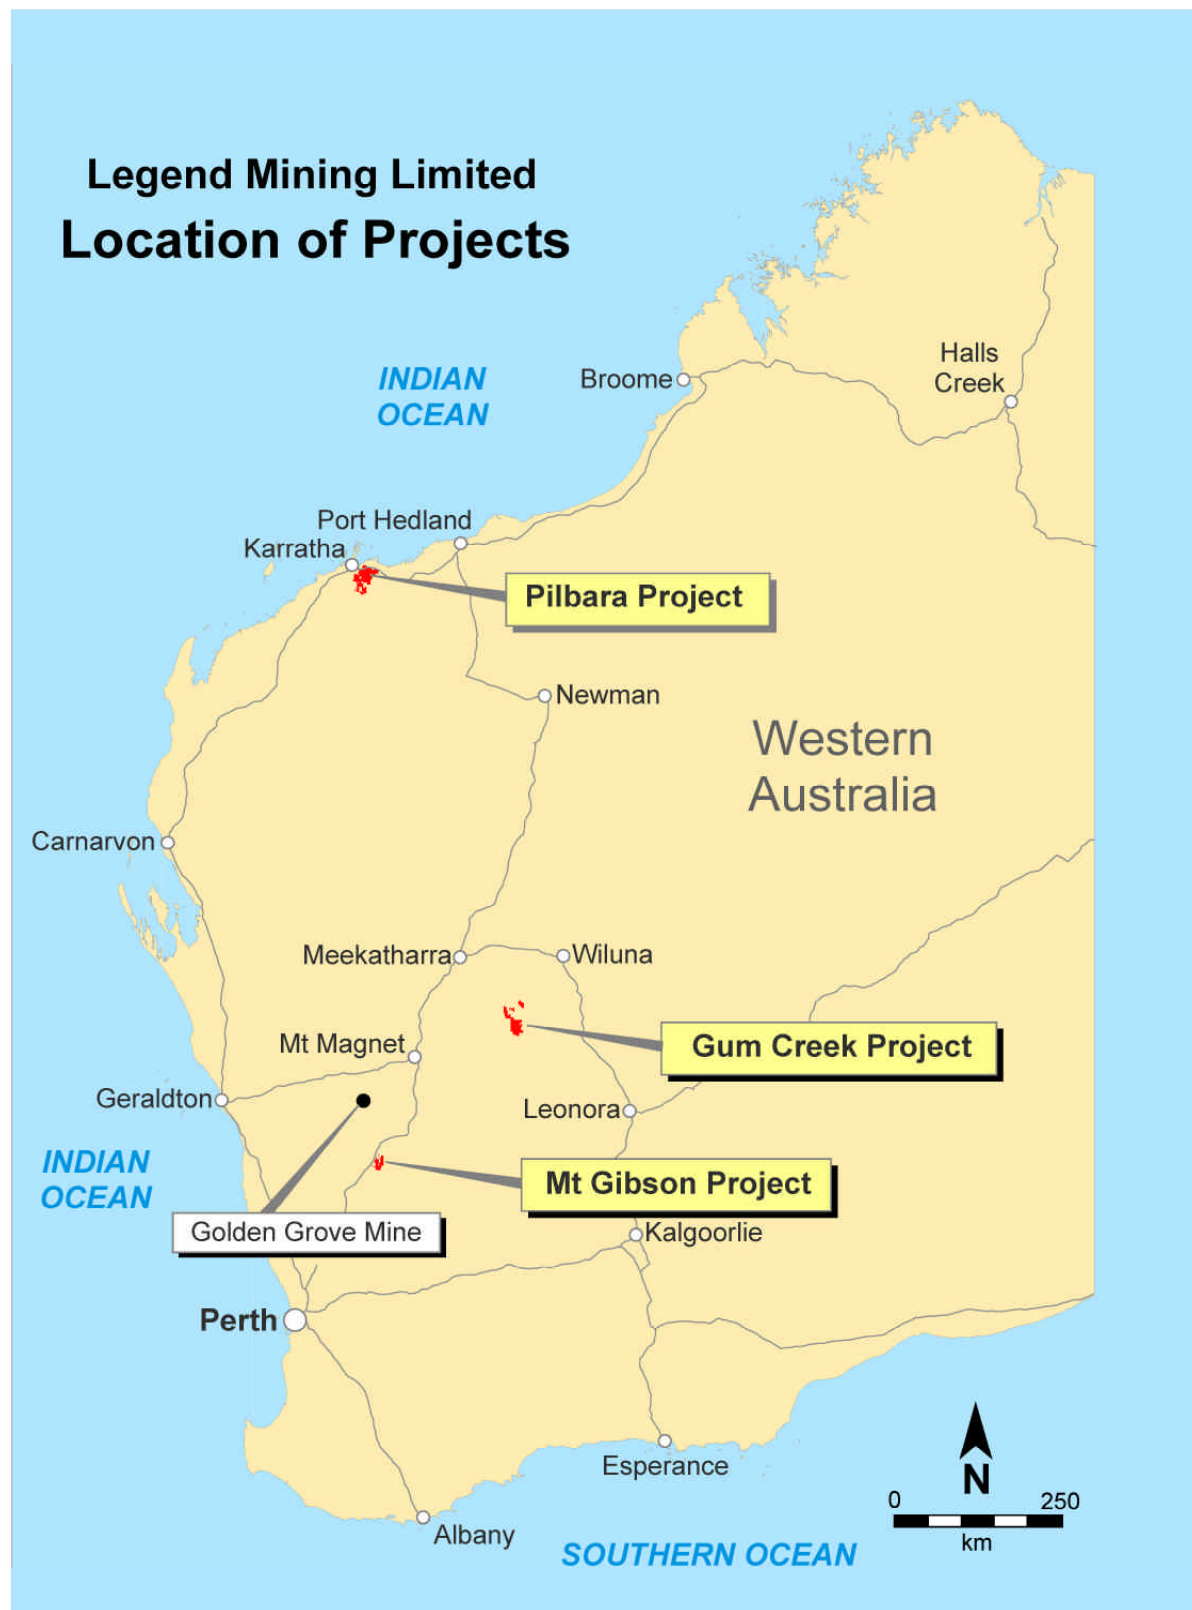 Legend Mining Limited
Location of Projects
INDIAN
OCEAN
Broome
Halls
Creek
Port Hedland
Karratha
Pilbara Project
Newman
Western
Australia
Carnarvon
Meekatharra
Wiluna
Mt Magnet
Gum Creek Project
Geraldton
Leonora
INDIAN
OCEAN
Mt Gibson Project
Golden Grove Mine
Kalgoorlie
Perth
Esperance
N
0 250
km
Albany
SOUTHERN OCEAN